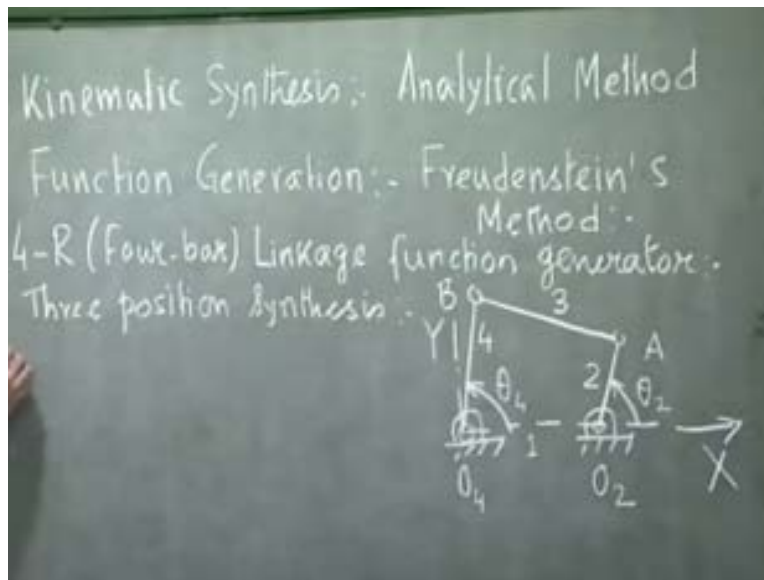 Kinematic Synthesis:- Analytical Method
Function Generation:- Freudenstein's
Method:-
4-R (Four-bar) Linkage function generator:-
Three position Synthesis:-
B 3
Y 4 A
2
θ4 θ2
1 X
O4 O2